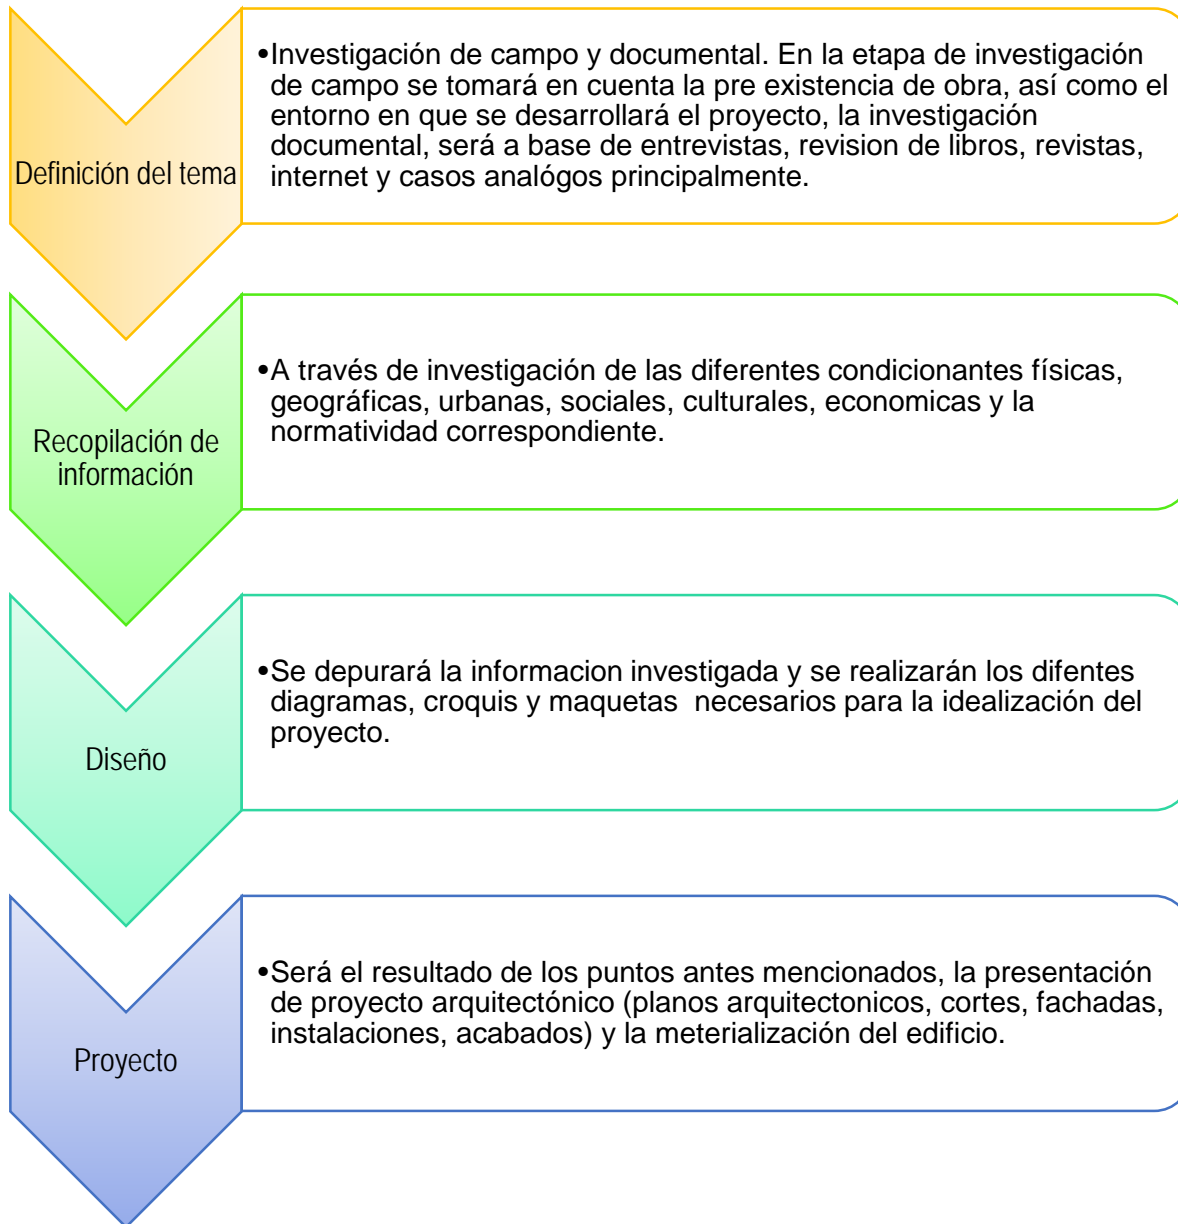 Definición del tema
•Investigación de campo y documental. En la etapa de investigación
de campo se tomará en cuenta la pre existencia de obra, así como el
entorno en que se desarrollará el proyecto, la investigación
documental, será a base de entrevistas, revision de libros, revistas,
internet y casos analógos principalmente.
Recopilación de
información
•A través de investigación de las diferentes condicionantes físicas,
geográficas, urbanas, sociales, culturales, economicas y la
normatividad correspondiente.
Diseño
•Se depurará la informacion investigada y se realizarán los difentes
diagramas, croquis y maquetas  necesarios para la idealización del
proyecto.
Proyecto
•Será el resultado de los puntos antes mencionados, la presentación
de proyecto arquitectónico (planos arquitectonicos, cortes, fachadas,
instalaciones, acabados) y la meterialización del edificio.